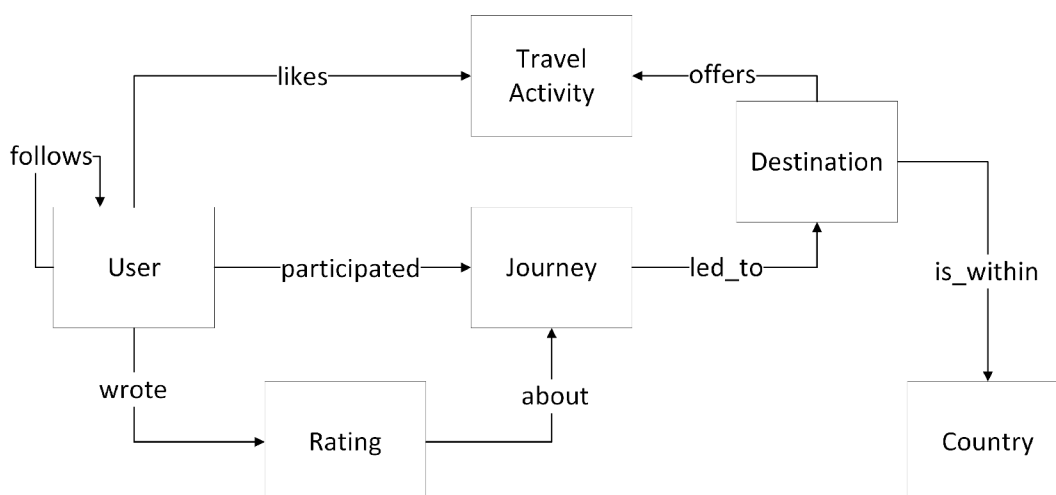 Travel
Activity
likes
offers
follows
Destination
User
participated
Journey
led_to
is_within
wrote
about
Rating
Country